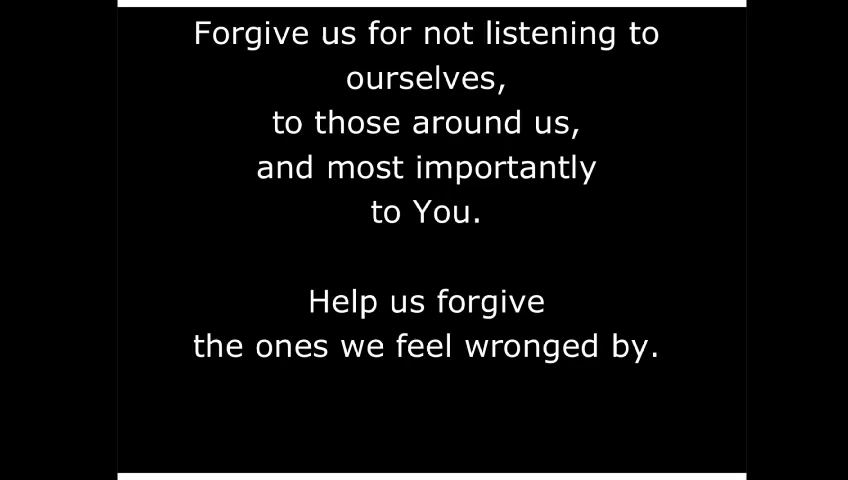 Forgive us for not listening to
ourselves,
to those around us,
and most importantly
to You.
Help us forgive
the ones we feel wronged by.